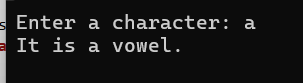 Enter a character: a
It is a vowel.